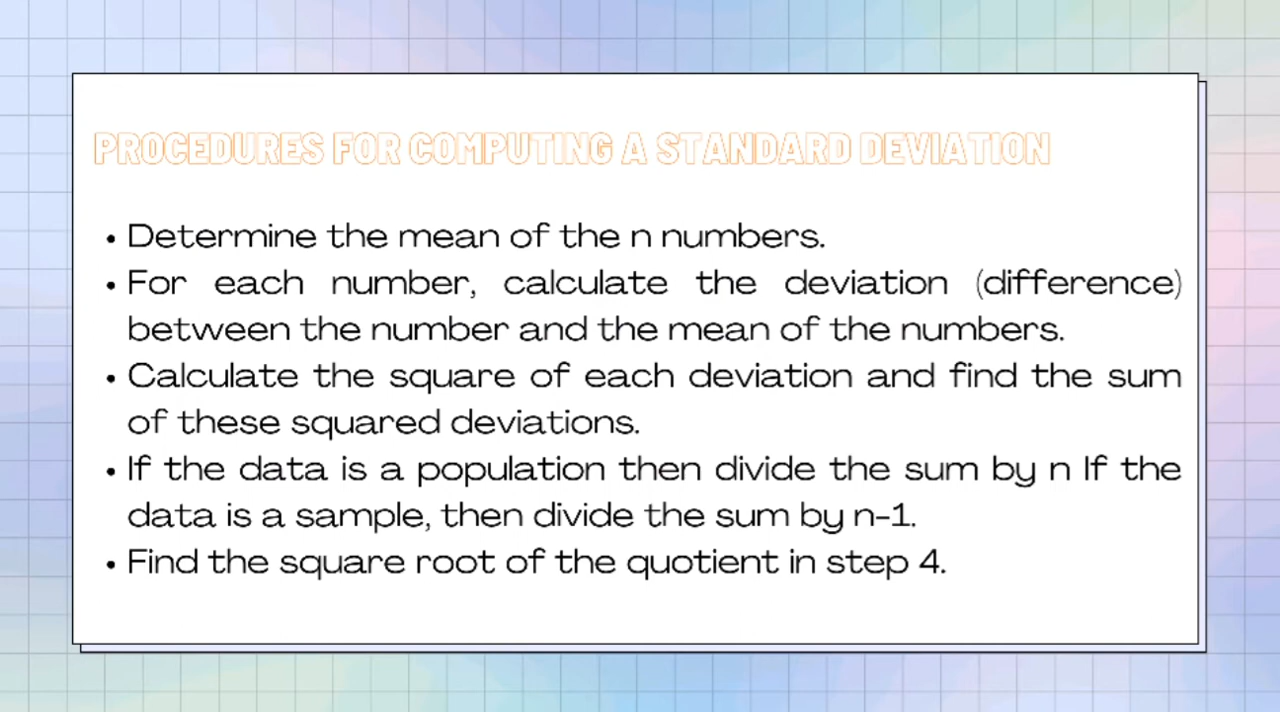 PROCEDURES FOR COMPUTING A STANDARD DEVIATION
• Determine the mean of the n numbers.
• For each number, calculate the deviation (difference)
between the number and the mean of the numbers.
• Calculate the square of each deviation and find the sum
of these squared deviations.
• If the data is a population then divide the sum by n If the
data is a sample, then divide the sum by n-1.
• Find the square root of the quotient in step 4.